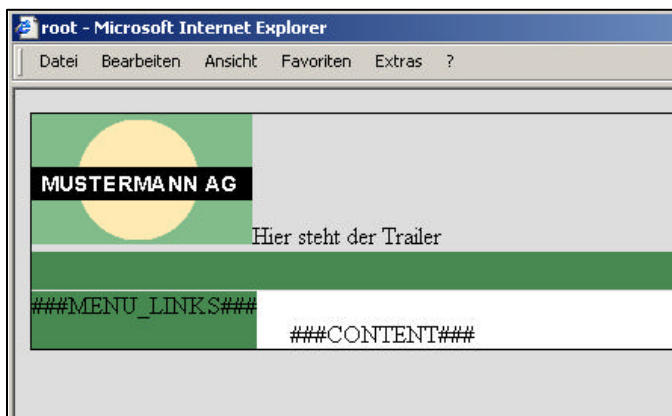 root - Microsoft Internet Explorer
Datei Bearbeiten Ansicht Favoriten Extras ?
MUSTERMANN AG
Hier steht der Trailer
###MENU_LINKS###
###CONTENT###